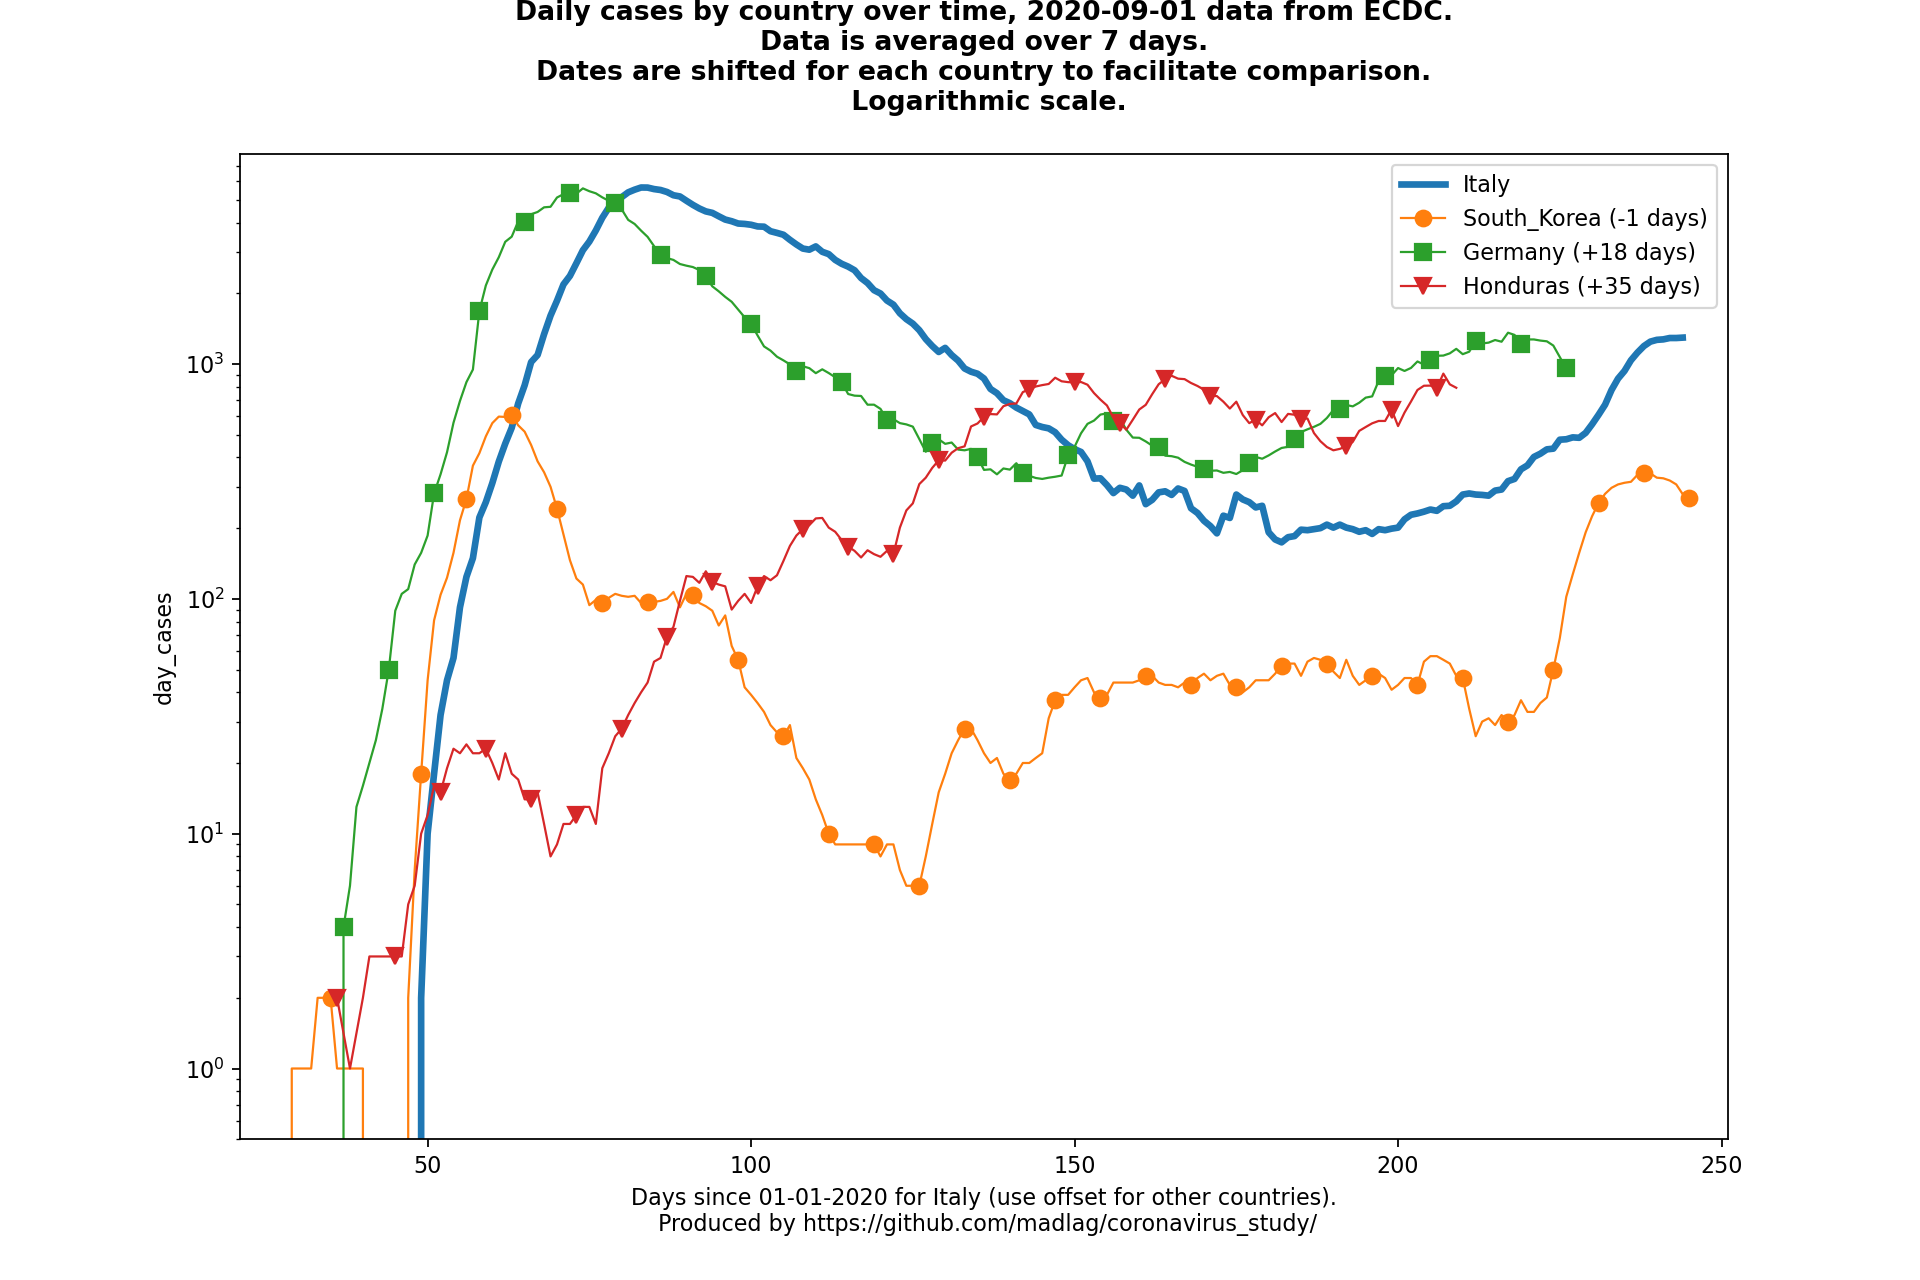 Daily cases by country over time, 2020-09-01 data from ECDC.
Data is averaged over 7 days.
Dates are shifted for each country to facilitate comparison.
Logarithmic scale.
Italy
South_Korea (-1 days)
Germany (+18 days)
Honduras (+35 days)
10³
10²
10¹
10⁰
day_cases
50 100 150 200 250
Days since 01-01-2020 for Italy (use offset for other countries).
Produced by https://github.com/madlag/coronavirus_study/